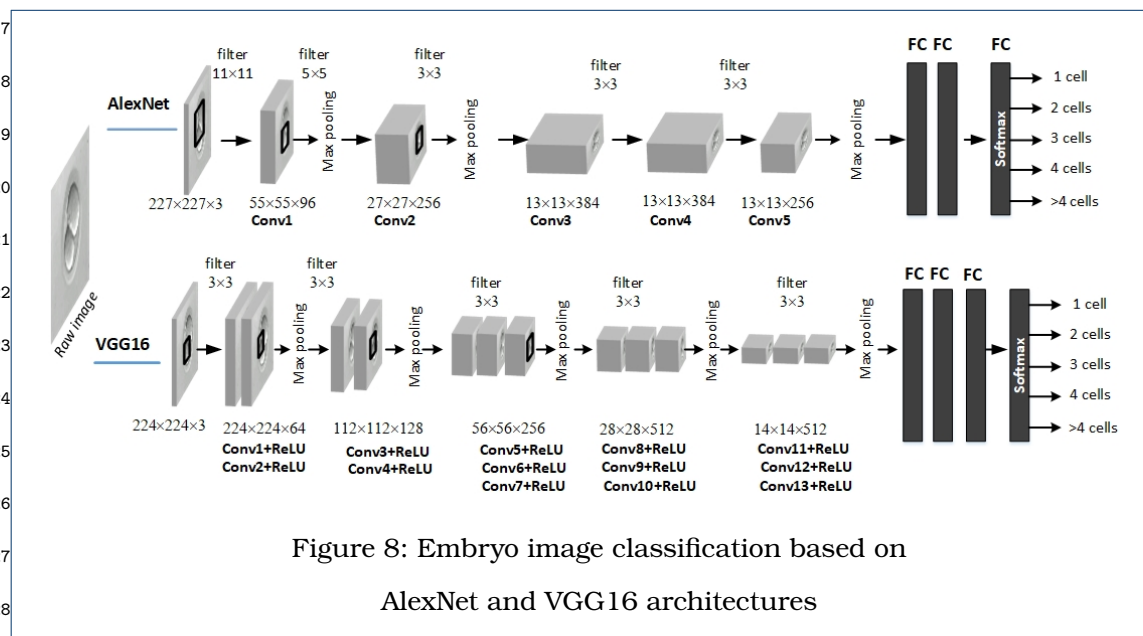 7
8
9
0
1
2
3
4
5
6
7
8
Raw image
AlexNet
filter
11×11
filter
5×5
filter
3×3
filter
3×3
filter
3×3
Max pooling
Max pooling
Max pooling
227×227×3
55×55×96
Conv1
27×27×256
Conv2
13×13×384
Conv3
13×13×384
Conv4
13×13×256
Conv5
FC FC FC
Softmax
1 cell
2 cells
3 cells
4 cells
>4 cells
VGG16
filter
3×3
filter
3×3
filter
3×3
filter
3×3
filter
3×3
Max pooling
Max pooling
Max pooling
Max pooling
Max pooling
224×224×3
224×224×64
Conv1+ReLU
Conv2+ReLU
112×112×128
Conv3+ReLU
Conv4+ReLU
56×56×256
Conv5+ReLU
Conv6+ReLU
Conv7+ReLU
28×28×512
Conv8+ReLU
Conv9+ReLU
Conv10+ReLU
14×14×512
Conv11+ReLU
Conv12+ReLU
Conv13+ReLU
FC FC FC
Softmax
1 cell
2 cells
3 cells
4 cells
>4 cells
Figure 8: Embryo image classification based on
AlexNet and VGG16 architectures